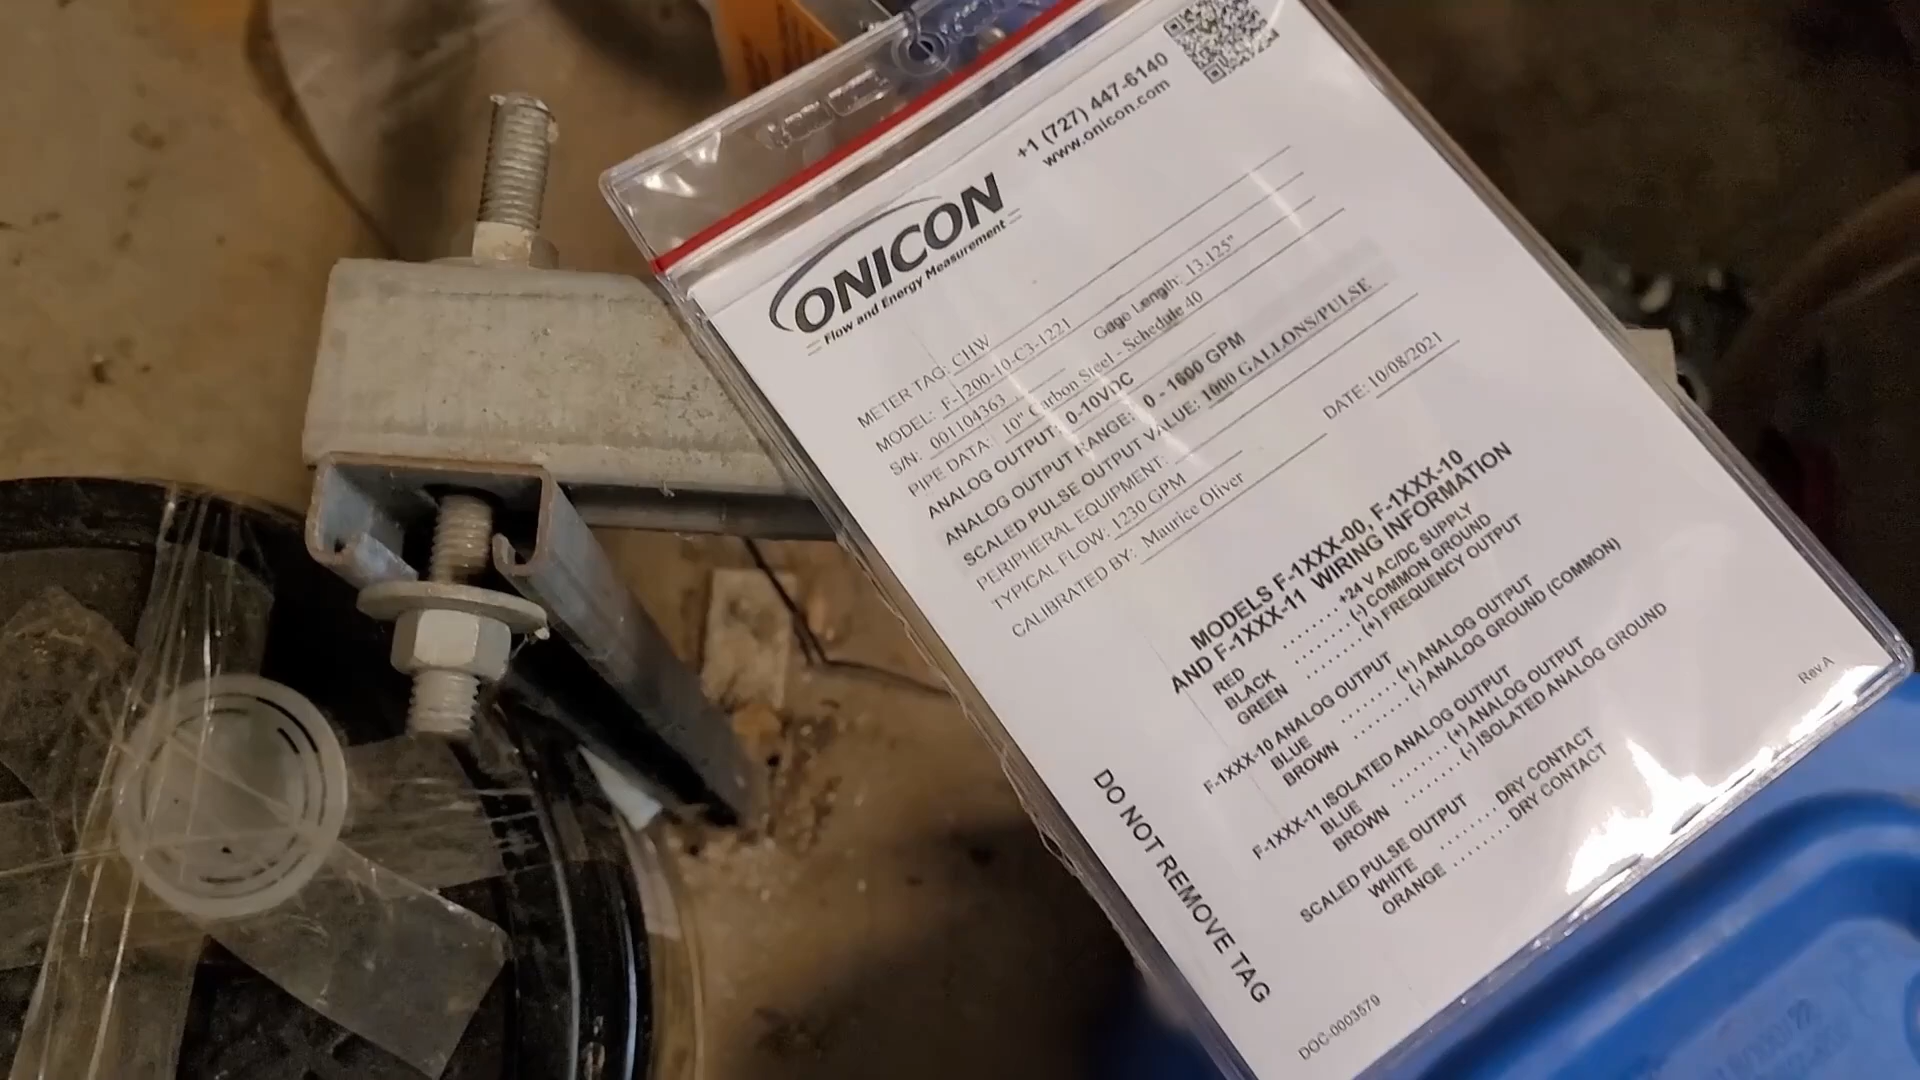 +1 (727) 447-6140
www.onicon.com
ONICON
Flow and Energy Measurement
METER TAG: CHW
MODEL: F-1200-10-C3-1221 Gage Length: 13.125"
S/N: 001104363
PIPE DATA: 10" Carbon Steel - Schedule 40
ANALOG OUTPUT: 0-10VDC
ANALOG OUTPUT RANGE: 0 - 1600 GPM
SCALED PULSE OUTPUT VALUE: 1000 GALLONS/PULSE
PERIPHERAL EQUIPMENT:
TYPICAL FLOW: 1230 GPM
CALIBRATED BY: Maurice Oliver DATE: 10/08/2021
MODELS F-1XXX-00, F-1XXX-10
AND F-1XXX-11 WIRING INFORMATION
RED ........ +24 V AC/DC SUPPLY
BLACK ........ (-) COMMON GROUND
GREEN ........ (+) FREQUENCY OUTPUT
F-1XXX-10 ANALOG OUTPUT
BLUE ........ (+) ANALOG OUTPUT
BROWN ........ (-) ANALOG GROUND (COMMON)
F-1XXX-11 ISOLATED ANALOG OUTPUT
BLUE ........ (+) ANALOG OUTPUT
BROWN ........ (-) ISOLATED ANALOG GROUND
SCALED PULSE OUTPUT
WHITE ........ DRY CONTACT
ORANGE ........ DRY CONTACT
DO NOT REMOVE TAG
DOC-0003570
Rev.A